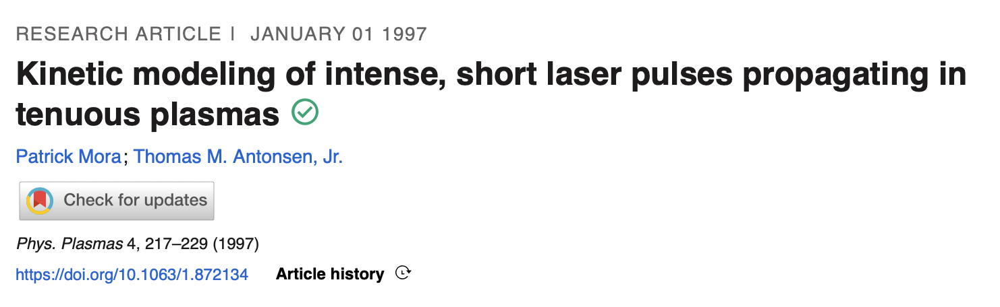 RESEARCH ARTICLE | JANUARY 01 1997
Kinetic modeling of intense, short laser pulses propagating in
tenuous plasmas
Patrick Mora; Thomas M. Antonsen, Jr.
Check for updates
Phys. Plasmas 4, 217–229 (1997)
https://doi.org/10.1063/1.872134 Article history